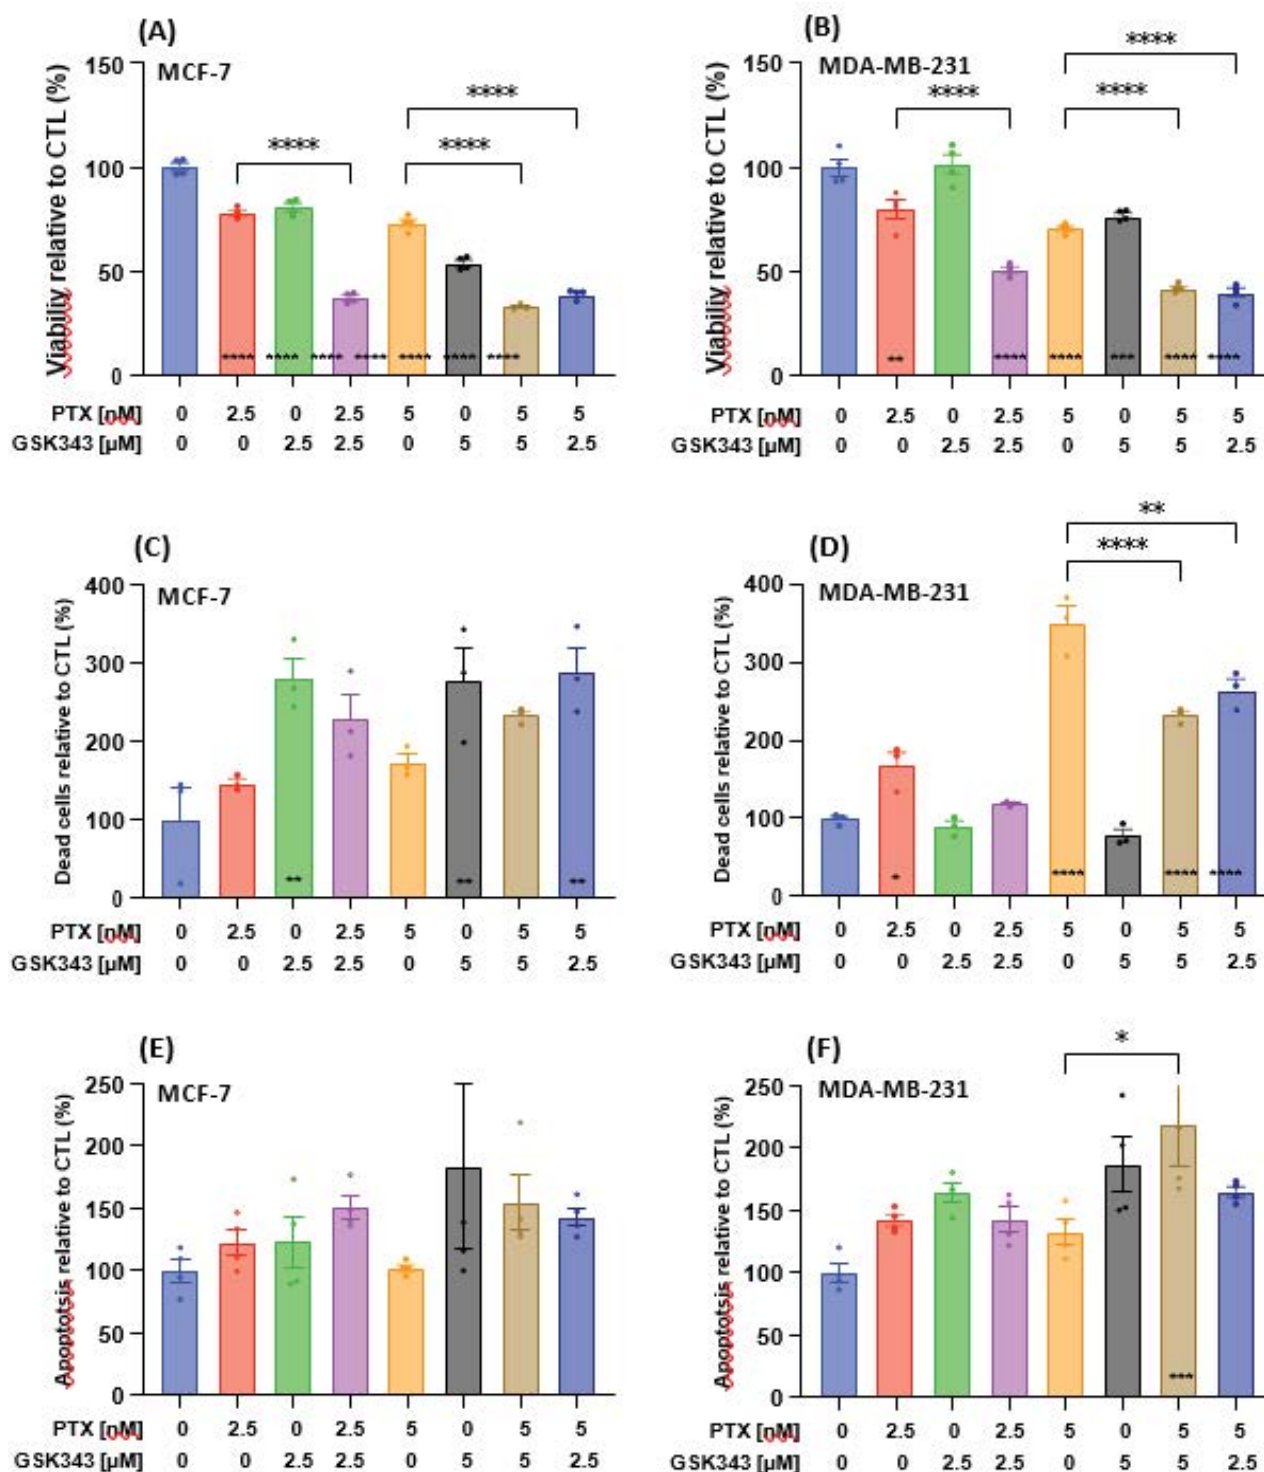 (A)
MCF-7
Viabiliy relative to CTL (%)
150
100
50
0
****
****
****
**** **** **** **** **** **** ****
PTX [nM] 0 2.5 0 2.5 5 0 5 5
GSK343 [µM] 0 0 2.5 2.5 0 5 5 2.5
(B)
MDA-MB-231
Viabiliy relative to CTL (%)
150
100
50
0
****
****
****
** **** **** *** **** ****
PTX [nM] 0 2.5 0 2.5 5 0 5 5
GSK343 [µM] 0 0 2.5 2.5 0 5 5 2.5
(C)
MCF-7
Dead cells relative to CTL (%)
400
300
200
100
0
** ** **
PTX [nM] 0 2.5 0 2.5 5 0 5 5
GSK343 [µM] 0 0 2.5 2.5 0 5 5 2.5
(D)
MDA-MB-231
Dead cells relative to CTL (%)
400
300
200
100
0
**
****
* **** **** ****
PTX [nM] 0 2.5 0 2.5 5 0 5 5
GSK343 [µM] 0 0 2.5 2.5 0 5 5 2.5
(E)
MCF-7
Apoptotsis relative to CTL (%)
250
200
150
100
50
0
PTX [nM] 0 2.5 0 2.5 5 0 5 5
GSK343 [µM] 0 0 2.5 2.5 0 5 5 2.5
(F)
MDA-MB-231
Apoptotsis relative to CTL (%)
250
200
150
100
50
0
*
***
PTX [nM] 0 2.5 0 2.5 5 0 5 5
GSK343 [µM] 0 0 2.5 2.5 0 5 5 2.5